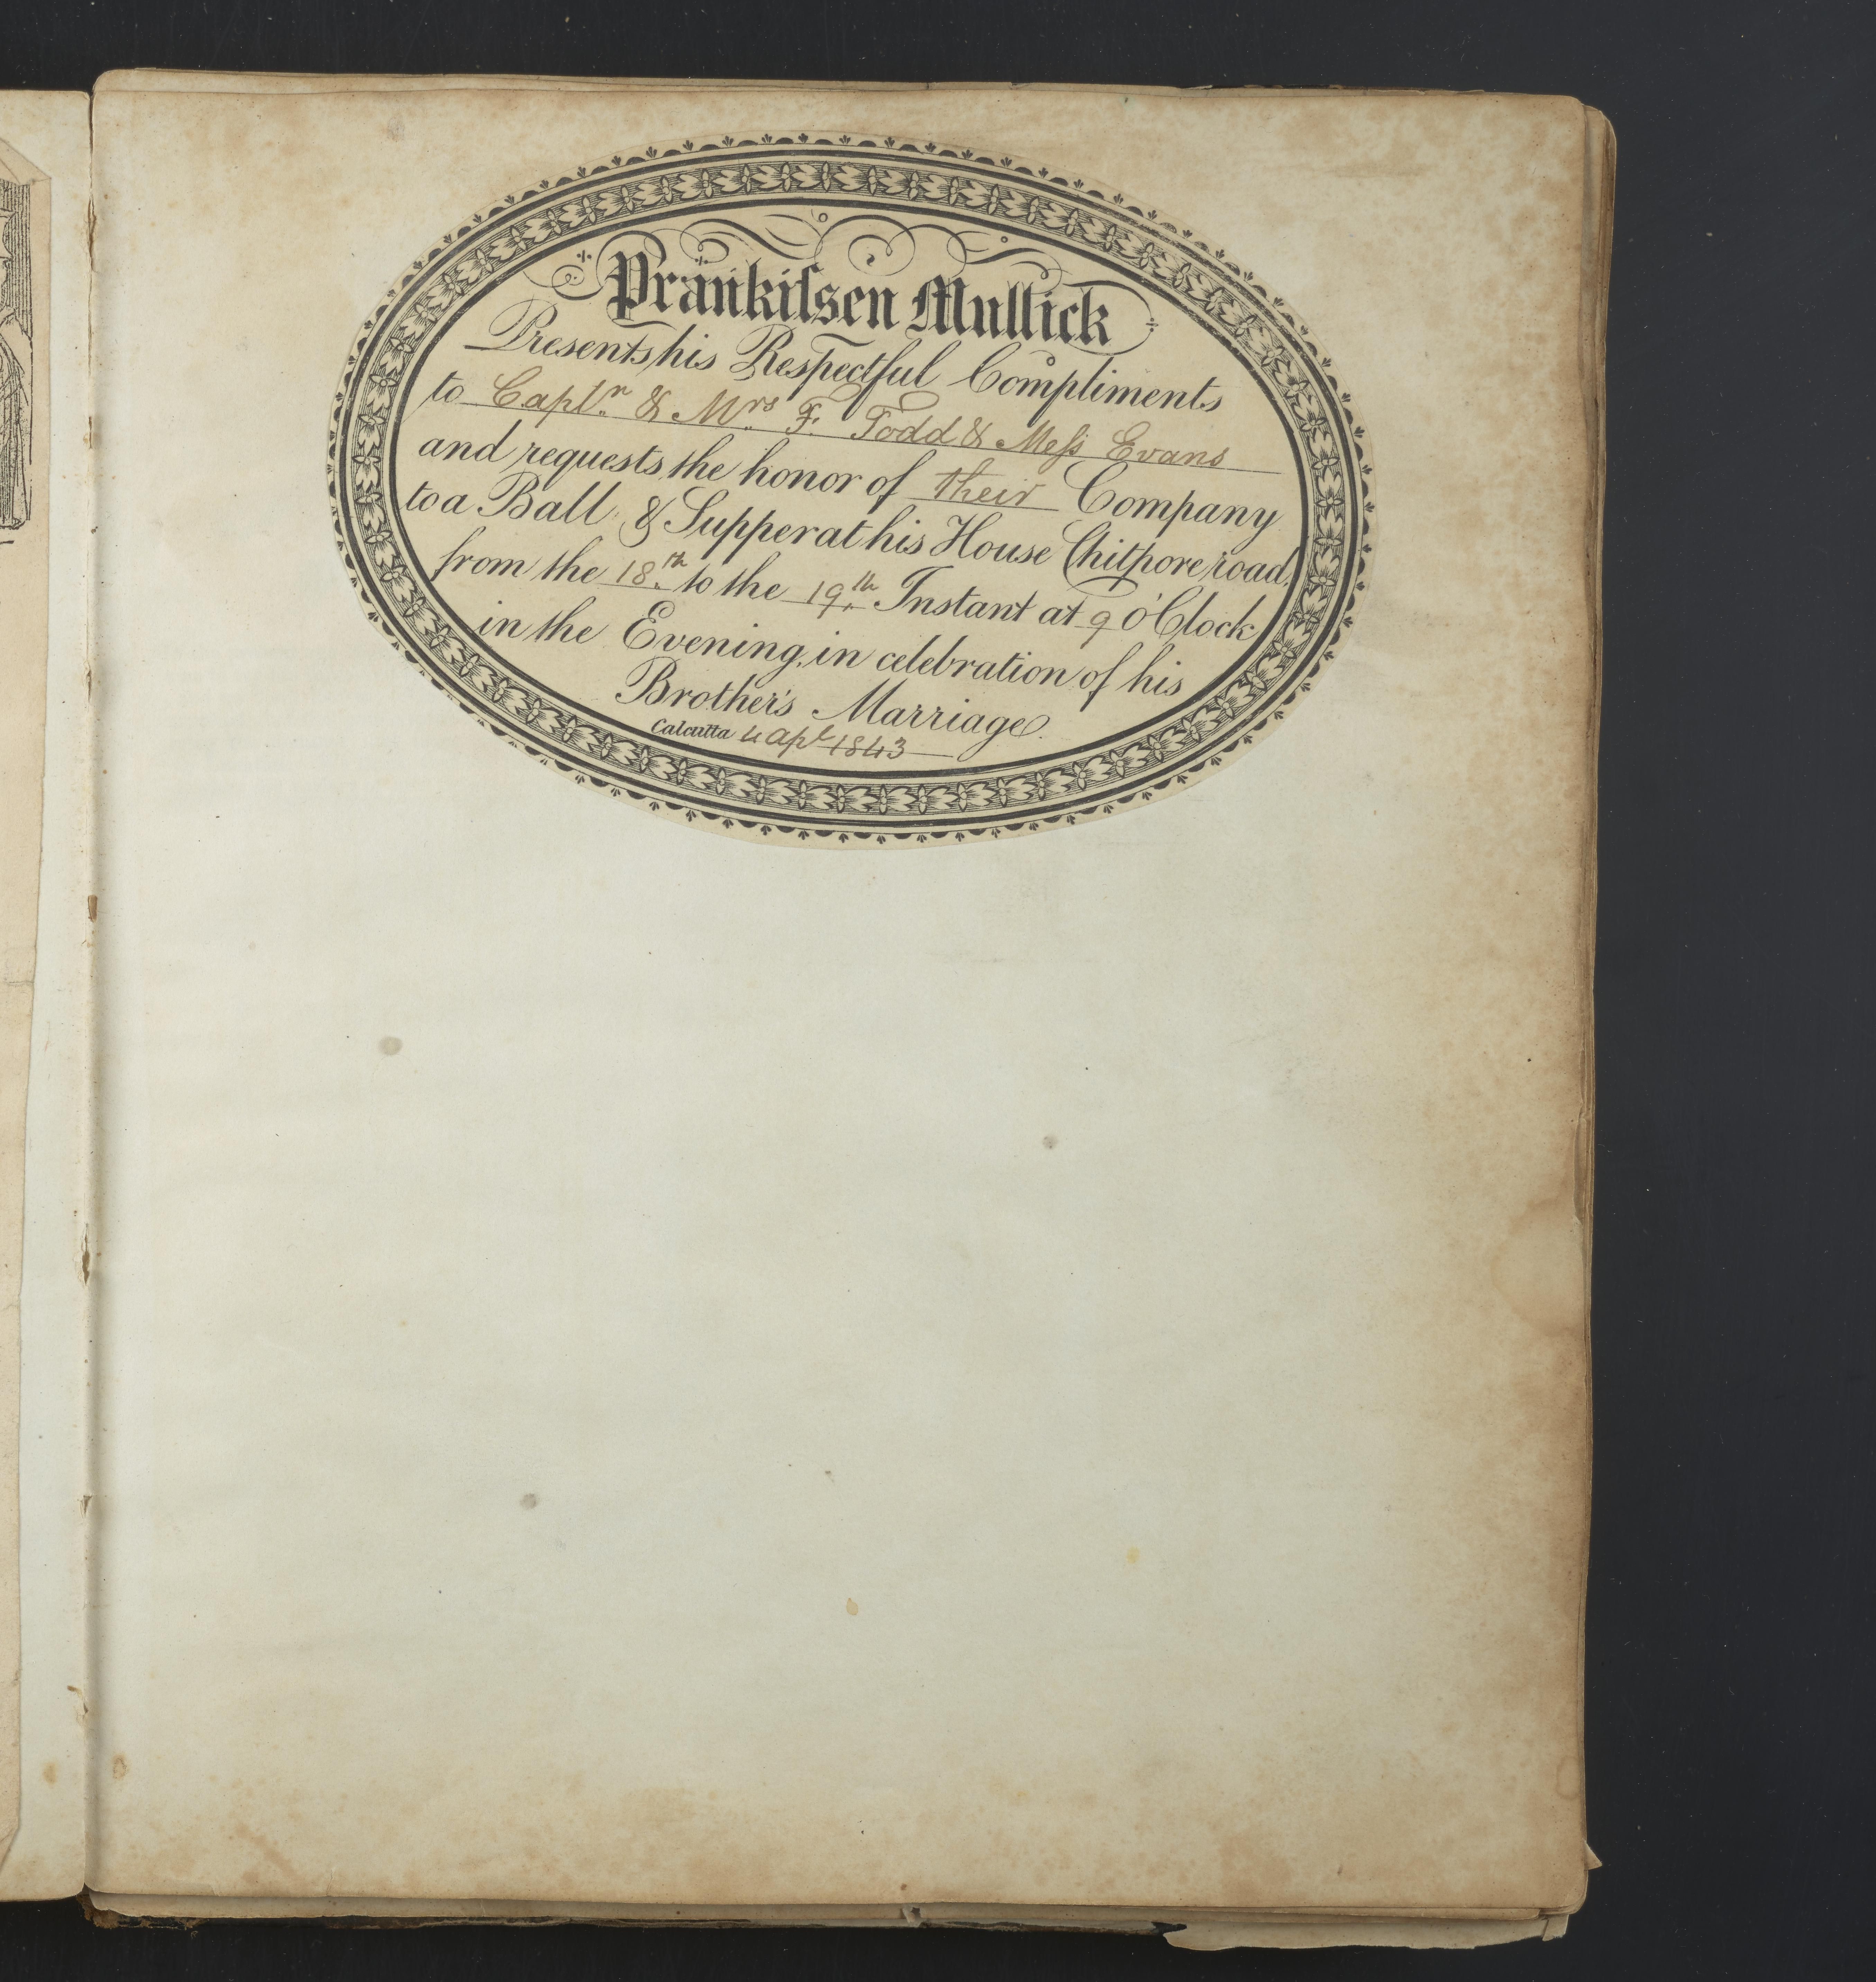 Prankiſsen Mullick
Presents his Respectful Compliments
to Capt.n & Mrs F. Todd & Meſs Evans
and requests the honor of their Company
to a Ball & Supper at his House Chitpore road,
from the 18th to the 19th Instant at 9 o'Clock
in the Evening, in celebration of his
Brother's Marriage.
Calcutta 4 Apl 1843